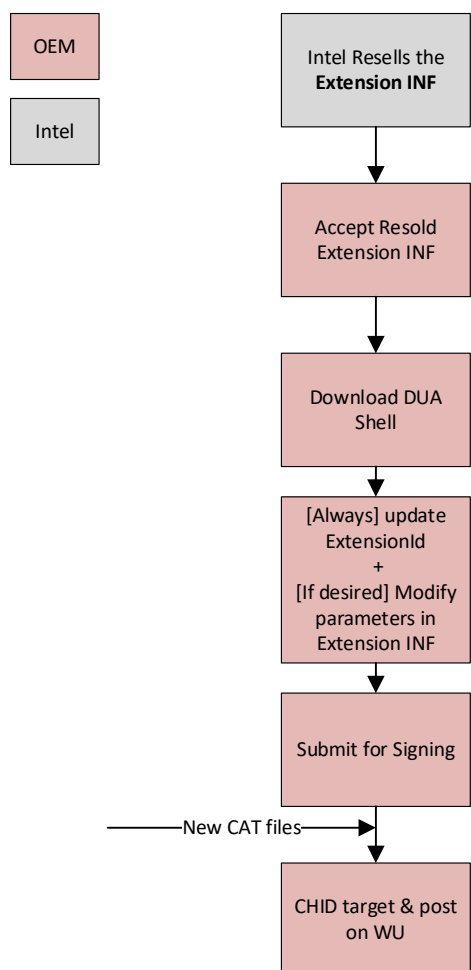 OEM
Intel
Intel Resells the
Extension INF
Accept Resold
Extension INF
Download DUA
Shell
[Always] update
ExtensionId
+
[If desired] Modify
parameters in
Extension INF
Submit for Signing
New CAT files
CHID target & post
on WU